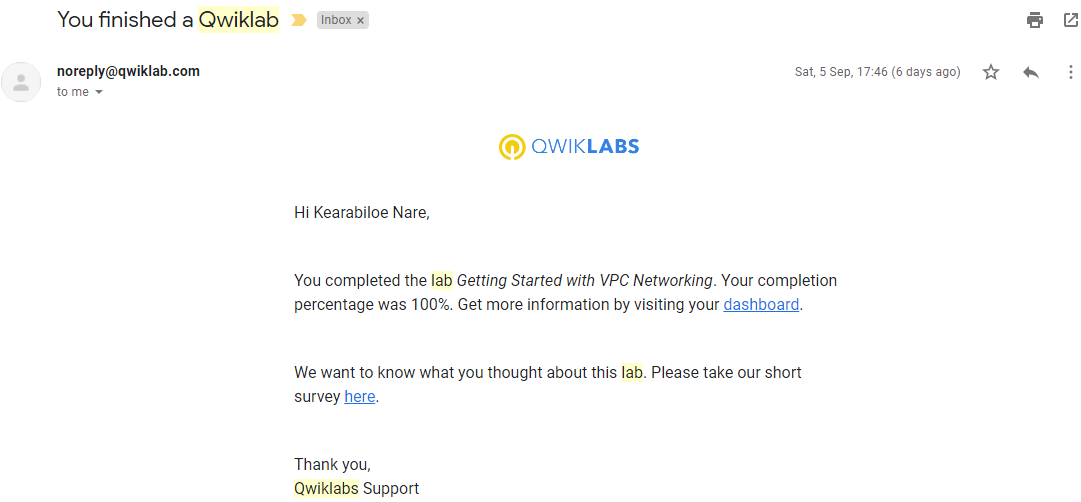 You finished a Qwiklab
Inbox ×
noreply@qwiklab.com
Sat, 5 Sep, 17:46 (6 days ago)
to me
QWIKLABS
Hi Kearabiloe Nare,
You completed the lab Getting Started with VPC Networking. Your completion
percentage was 100%. Get more information by visiting your dashboard.
We want to know what you thought about this lab. Please take our short
survey here.
Thank you,
Qwiklabs Support